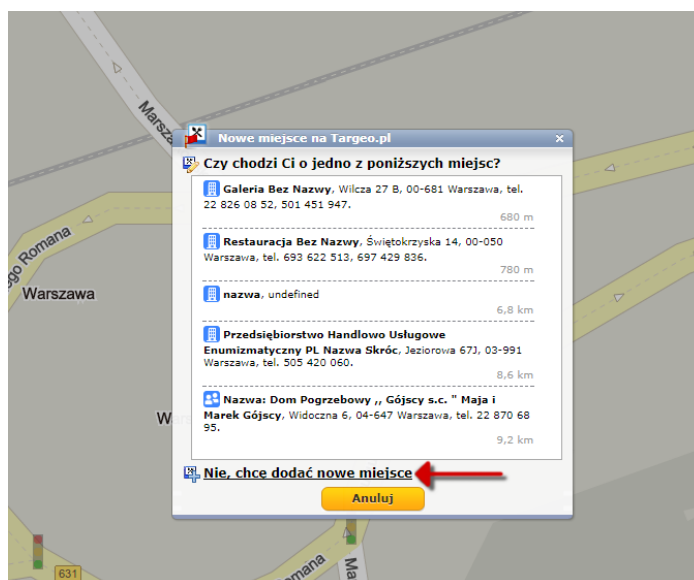 Marsza
Nowe miejsce na Targeo.pl
x
Czy chodzi Ci o jedno z poniższych miejsc?
Galeria Bez Nazwy, Wilcza 27 B, 00-681 Warszawa, tel.
22 826 08 52, 501 451 947.
680 m
Restauracja Bez Nazwy, Świętokrzyska 14, 00-050
Warszawa, tel. 693 622 513, 697 429 836.
780 m
nazwa, undefined
6,8 km
Przedsiębiorstwo Handlowo Usługowe
Enumizmatyczny PL Nazwa Skróc, Jeziorowa 67J, 03-991
Warszawa, tel. 505 420 060.
8,6 km
Nazwa: Dom Pogrzebowy ,, Gójscy s.c. " Maja i
Marek Gójscy, Widoczna 6, 04-647 Warszawa, tel. 22 870 68
95.
9,2 km
Nie, chcę dodać nowe miejsce
Anuluj
ego Romana
Warszawa
W
631
mana
Ma